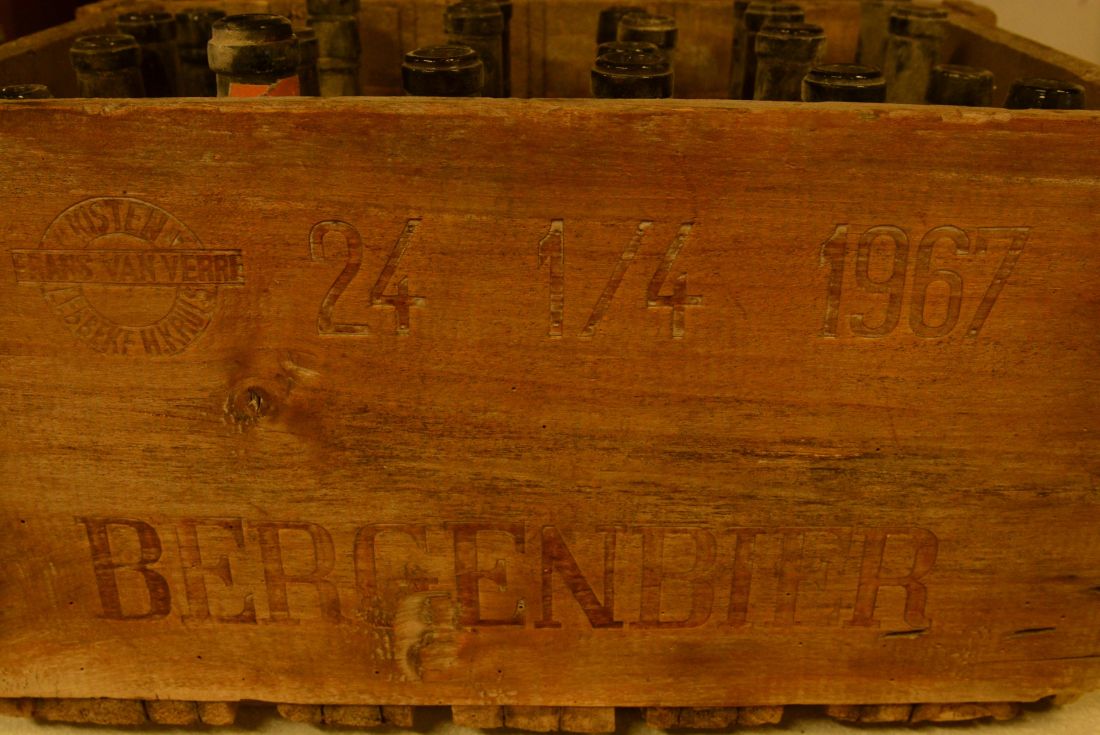 KISTEN
FRANS VAN VERRE
24 1/4 1967
BERGENBIER